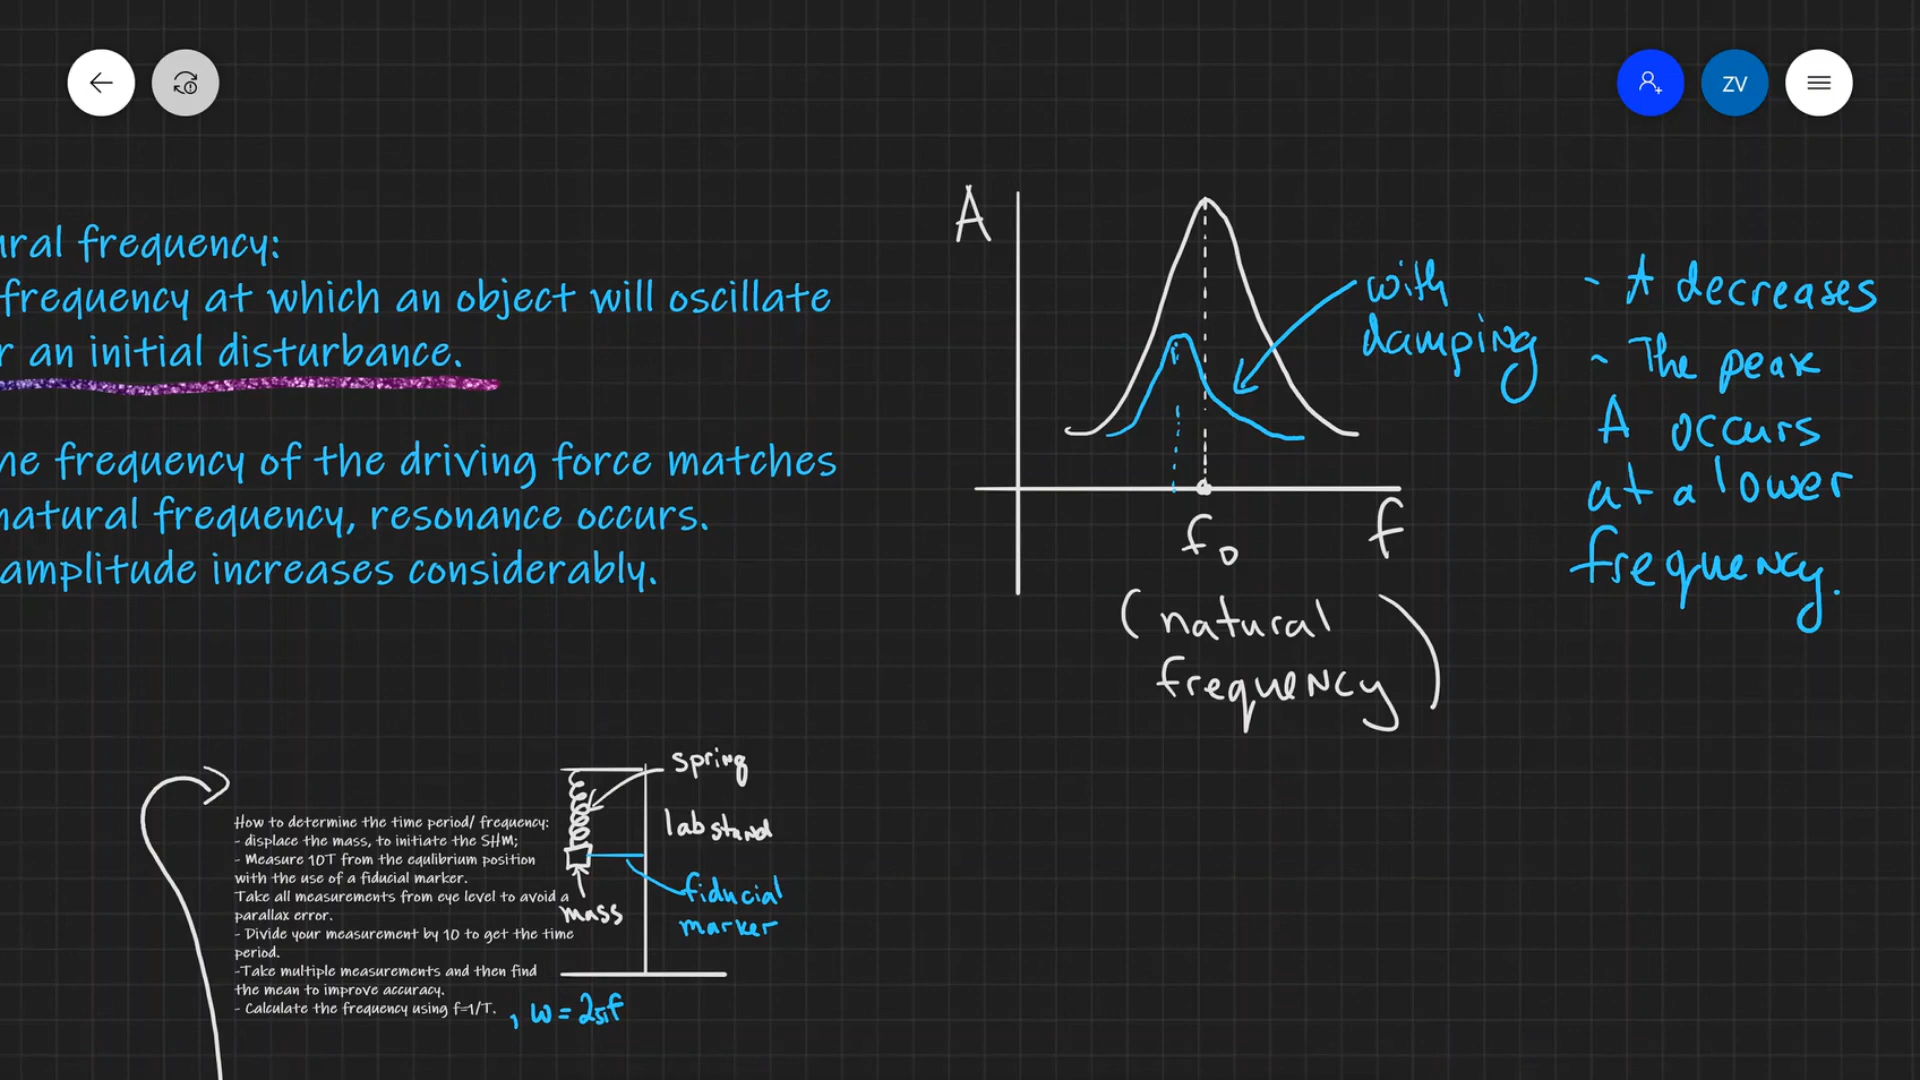 ZV
ural frequency:
frequency at which an object will oscillate
r an initial disturbance.
ne frequency of the driving force matches
natural frequency, resonance occurs.
amplitude increases considerably.
A
with
damping
f₀
f
(natural
frequency)
- A decreases
- The peak
A occurs
at a lower
frequency.
How to determine the time period/ frequency:
- displace the mass, to initiate the SHM;
- Measure 10T from the equlibrium position
with the use of a fiducial marker.
Take all measurements from eye level to avoid a
parallax error.
- Divide your measurement by 10 to get the time
period.
-Take multiple measurements and then find
the mean to improve accuracy.
- Calculate the frequency using f=1/T.
, ω = 2πf
spring
lab stand
fiducial
marker
mass